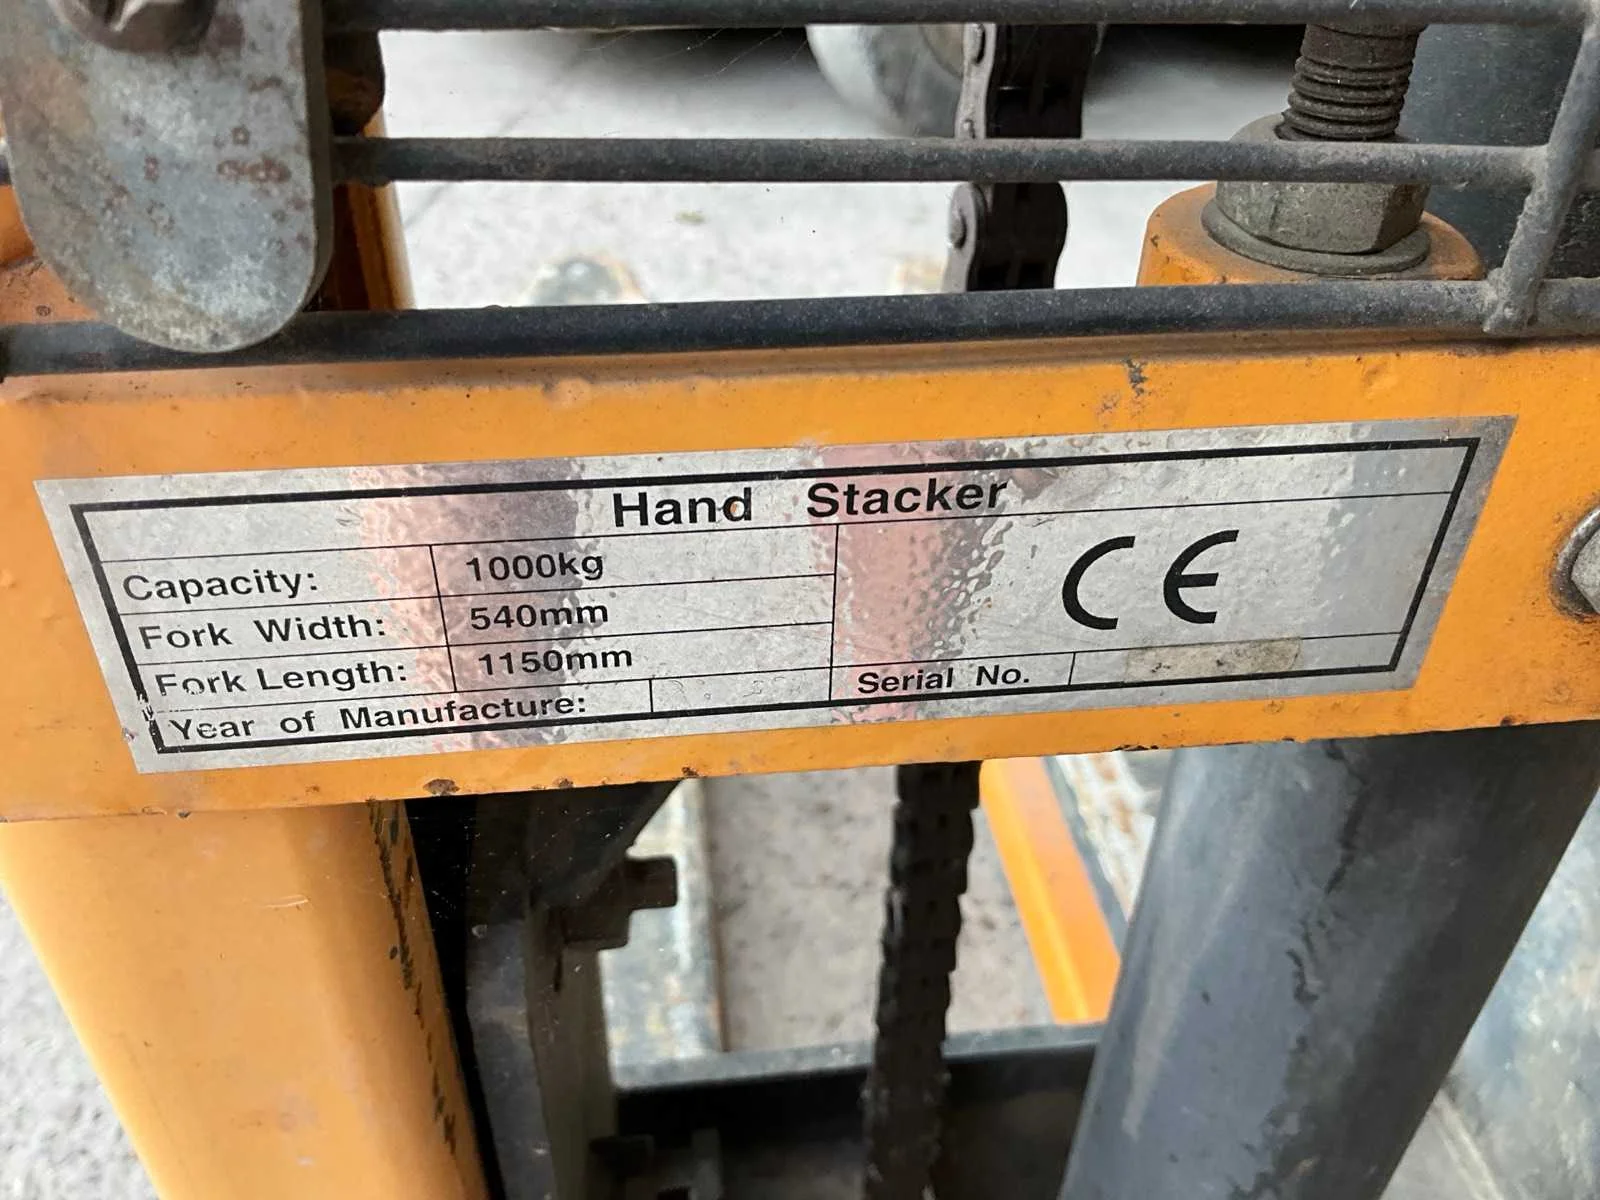 Hand Stacker
Capacity: 1000kg
Fork Width: 540mm
Fork Length: 1150mm
Year of Manufacture:
CE
Serial No.